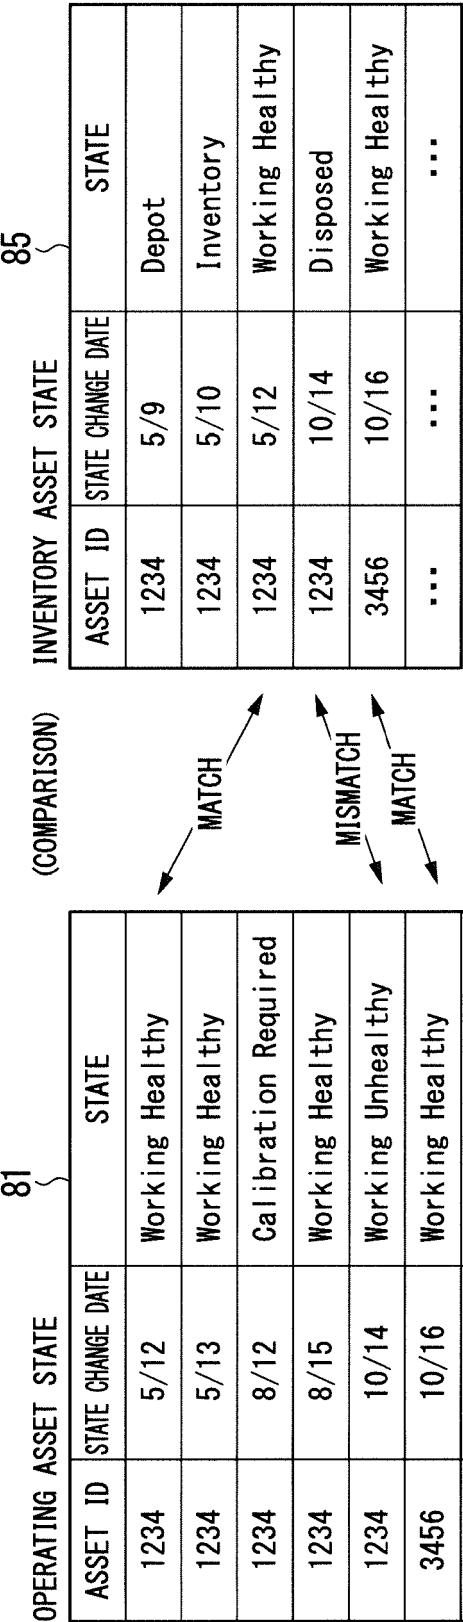 OPERATING ASSET STATE
81
ASSET ID STATE CHANGE DATE STATE
1234 5/12 Working Healthy
1234 5/13 Working Healthy
1234 8/12 Calibration Required
1234 8/15 Working Healthy
1234 10/14 Working Unhealthy
3456 10/16 Working Healthy
(COMPARISON)
MATCH
MISMATCH
MATCH
INVENTORY ASSET STATE
85
ASSET ID STATE CHANGE DATE STATE
1234 5/9 Depot
1234 5/10 Inventory
1234 5/12 Working Healthy
1234 10/14 Disposed
3456 10/16 Working Healthy
... ... ...